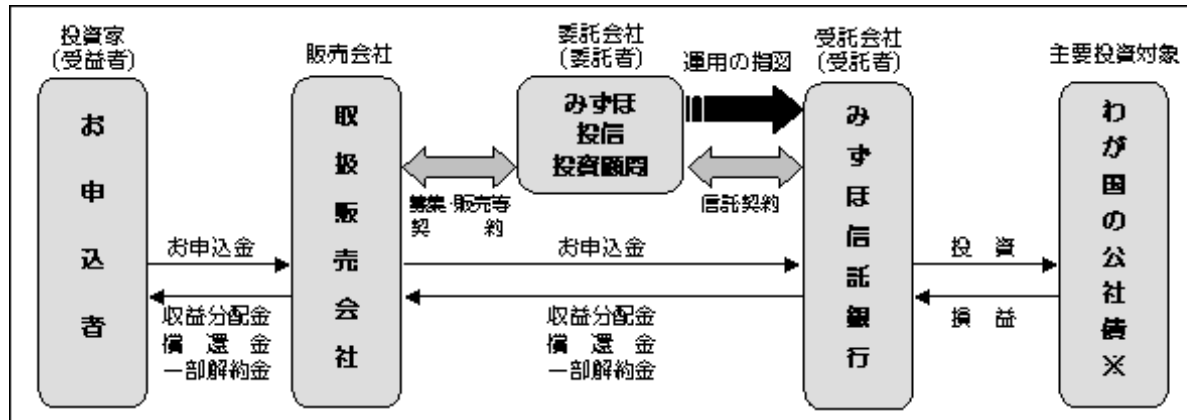 投資家
(受益者)
お申込者
販売会社
取扱販売会社
委託会社
(委託者)
みずほ
投信
投資顧問
運用の指図
受託会社
(受託者)
みずほ信託銀行
主要投資対象
わが国の公社債※
募集・販売等
契約
信託契約
お申込金
収益分配金
償還金
一部解約金
お申込金
収益分配金
償還金
一部解約金
投資
損益